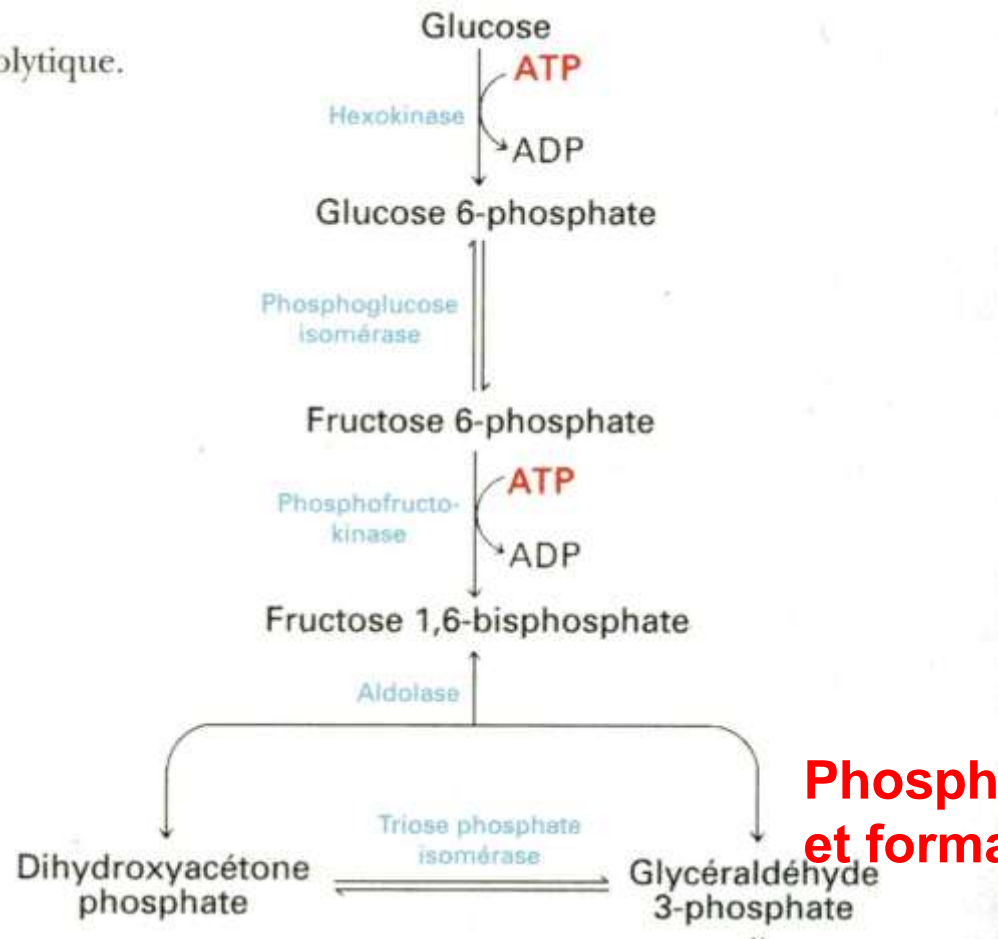 olytique.
Glucose
ATP
Hexokinase
ADP
Glucose 6-phosphate
Phosphoglucose
isomérase
Fructose 6-phosphate
ATP
Phosphofructo-
kinase
ADP
Fructose 1,6-bisphosphate
Aldolase
Phosph
et forma
Triose phosphate
isomérase
Dihydroxyacétone
phosphate
Glycéraldéhyde
3-phosphate